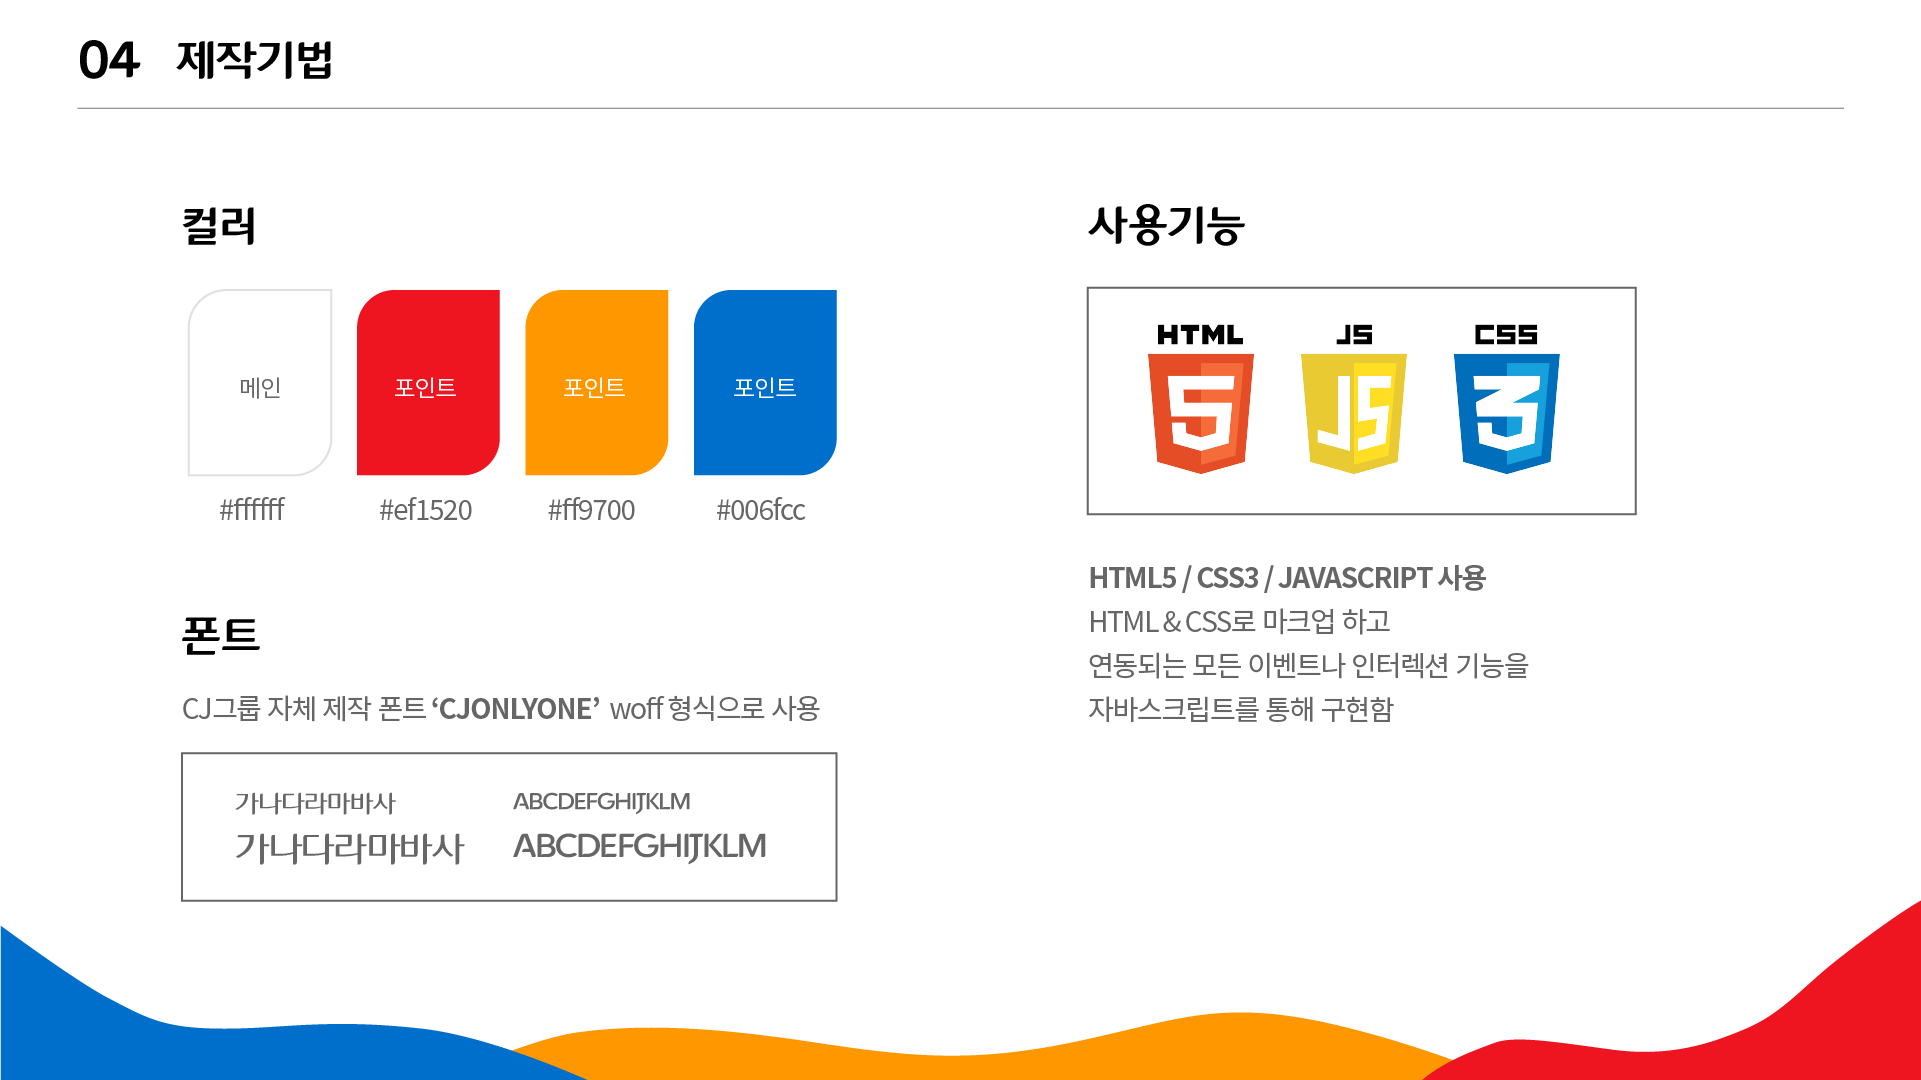 04 제작기법
컬러
메인
포인트
포인트
포인트
#ffffff
#ef1520
#ff9700
#006fcc
폰트
CJ그룹 자체 제작 폰트 ‘CJONLYONE’ woff 형식으로 사용
가나다라마바사
ABCDEFGHIJKLM
가나다라마바사
ABCDEFGHIJKLM
사용기능
HTML
JS
CSS
5
JS
3
HTML5 / CSS3 / JAVASCRIPT 사용
HTML & CSS로 마크업 하고
연동되는 모든 이벤트나 인터렉션 기능을
자바스크립트를 통해 구현함